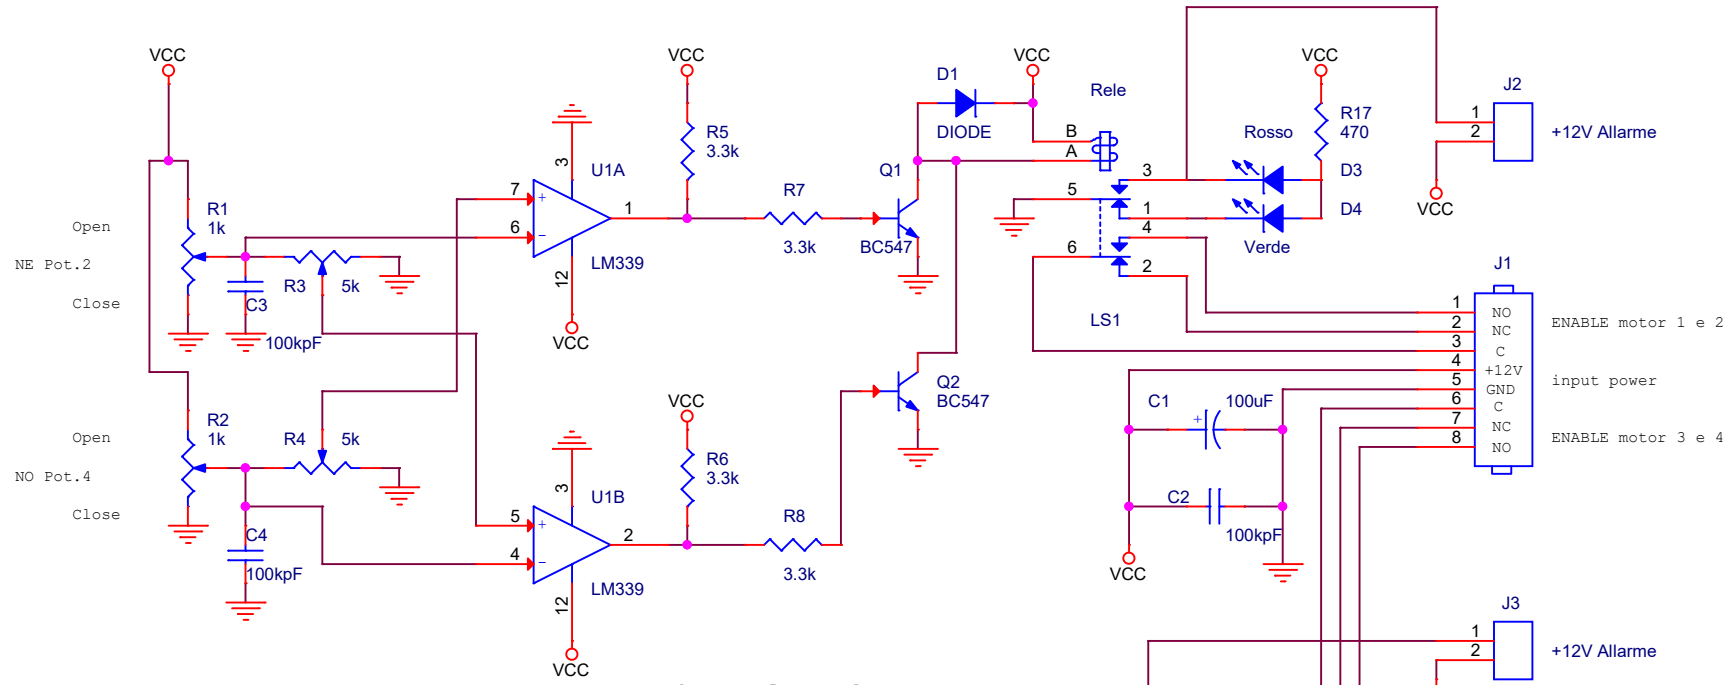 VCC
VCC
VCC
VCC
D1
DIODE
Rele
B
A
R17
470
Rosso
D3
D4
Verde
J2
1
2
+12V Allarme
VCC
R5
3.3k
3
U1A
7
+
6
−
1
LM339
12
VCC
R7
3.3k
Q1
BC547
3
5
1
4
6
2
LS1
Open
NE Pot.2
Close
R1
1k
R3
5k
C3
100kpF
J1
1
NO
2
NC
3
C
4
+12V
5
GND
6
C
7
NC
8
NO
ENABLE motor 1 e 2
input power
ENABLE motor 3 e 4
Q2
BC547
VCC
R6
3.3k
C1
100uF
+
C2
100kpF
VCC
Open
NO Pot.4
Close
R2
1k
R4
5k
C4
100kpF
3
U1B
5
+
4
−
2
LM339
12
VCC
R8
3.3k
J3
1
2
+12V Allarme